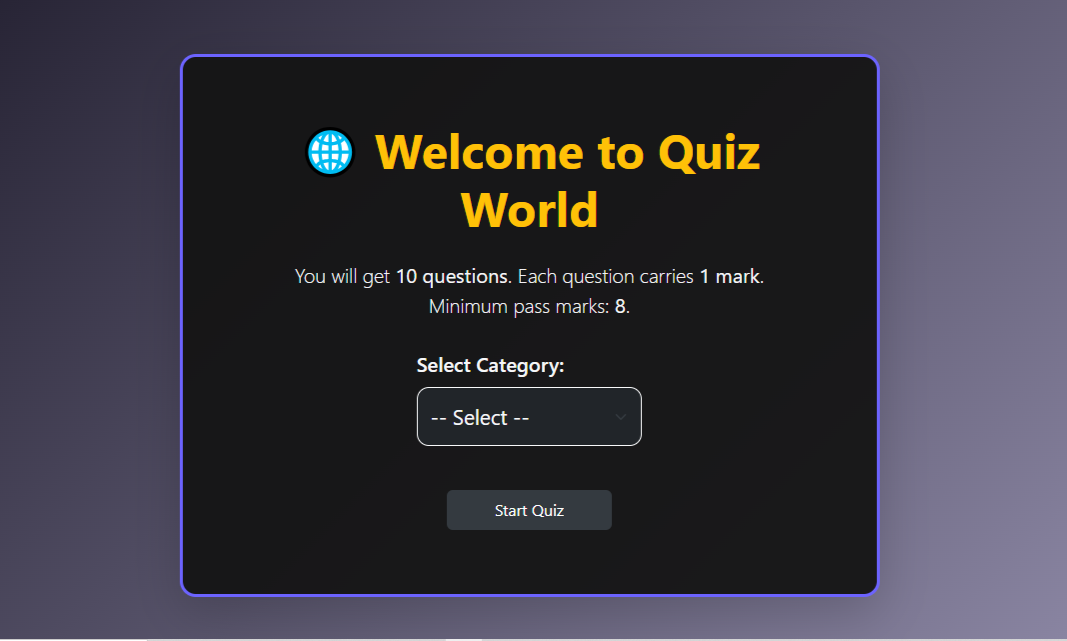 Welcome to Quiz
World
You will get 10 questions. Each question carries 1 mark.
Minimum pass marks: 8.
Select Category:
-- Select --
Start Quiz